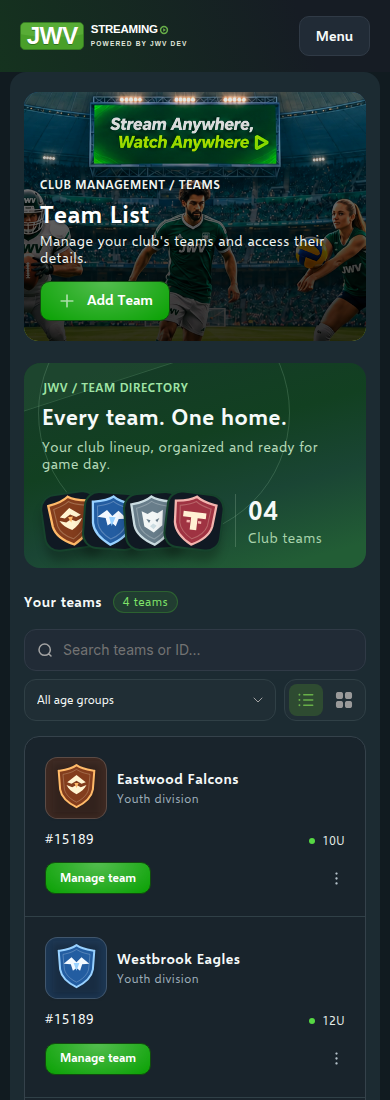 JWV STREAMING
POWERED BY JWV DEV
Menu
Stream Anywhere,
Watch Anywhere
CLUB MANAGEMENT / TEAMS
Team List
Manage your club's teams and access their
details.
Add Team
JWV
JWV
JWV
JWV / TEAM DIRECTORY
Every team. One home.
Your club lineup, organized and ready for
game day.
T
04
Club teams
Your teams
4 teams
Search teams or ID...
All age groups
Eastwood Falcons
Youth division
#15189
10U
Manage team
Westbrook Eagles
Youth division
#15189
12U
Manage team